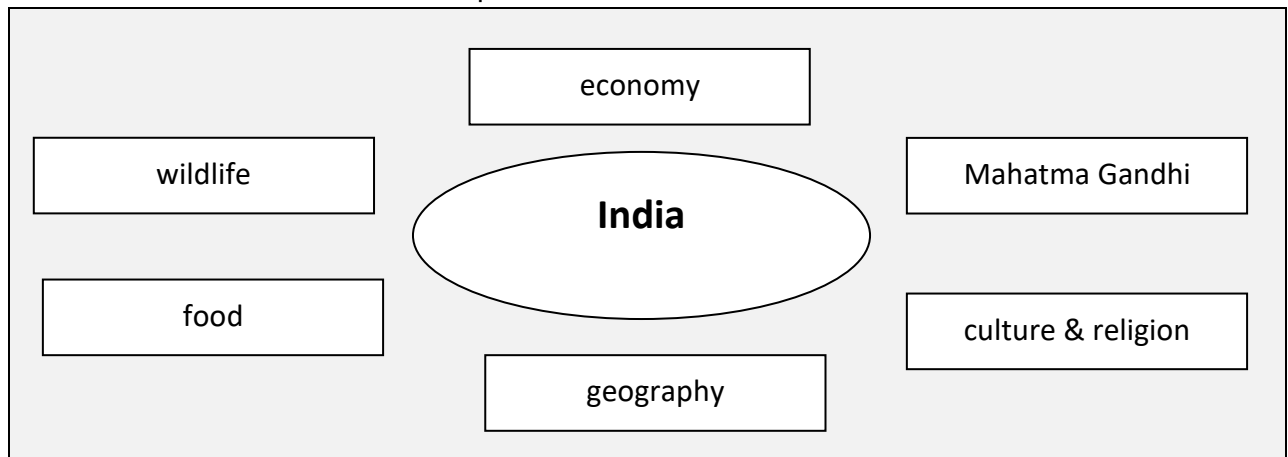 economy
wildlife
Mahatma Gandhi
India
food
culture & religion
geography